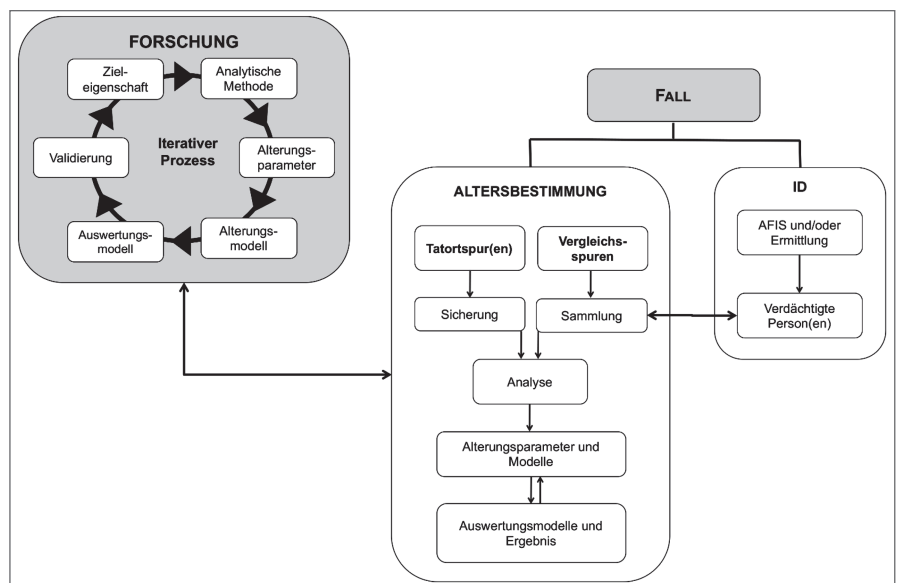 FORSCHUNG
Ziel-
eigenschaft
Analytische
Methode
Iterativer
Prozess
Validierung
Alterungs-
parameter
Auswertungs-
modell
Alterungs-
modell
FALL
ALTERSBESTIMMUNG
Tatortspur(en)
Vergleichs-
spuren
Sicherung
Sammlung
Analyse
Alterungsparameter und
Modelle
Auswertungsmodelle und
Ergebnis
ID
AFIS und/oder
Ermittlung
Verdächtigte
Person(en)